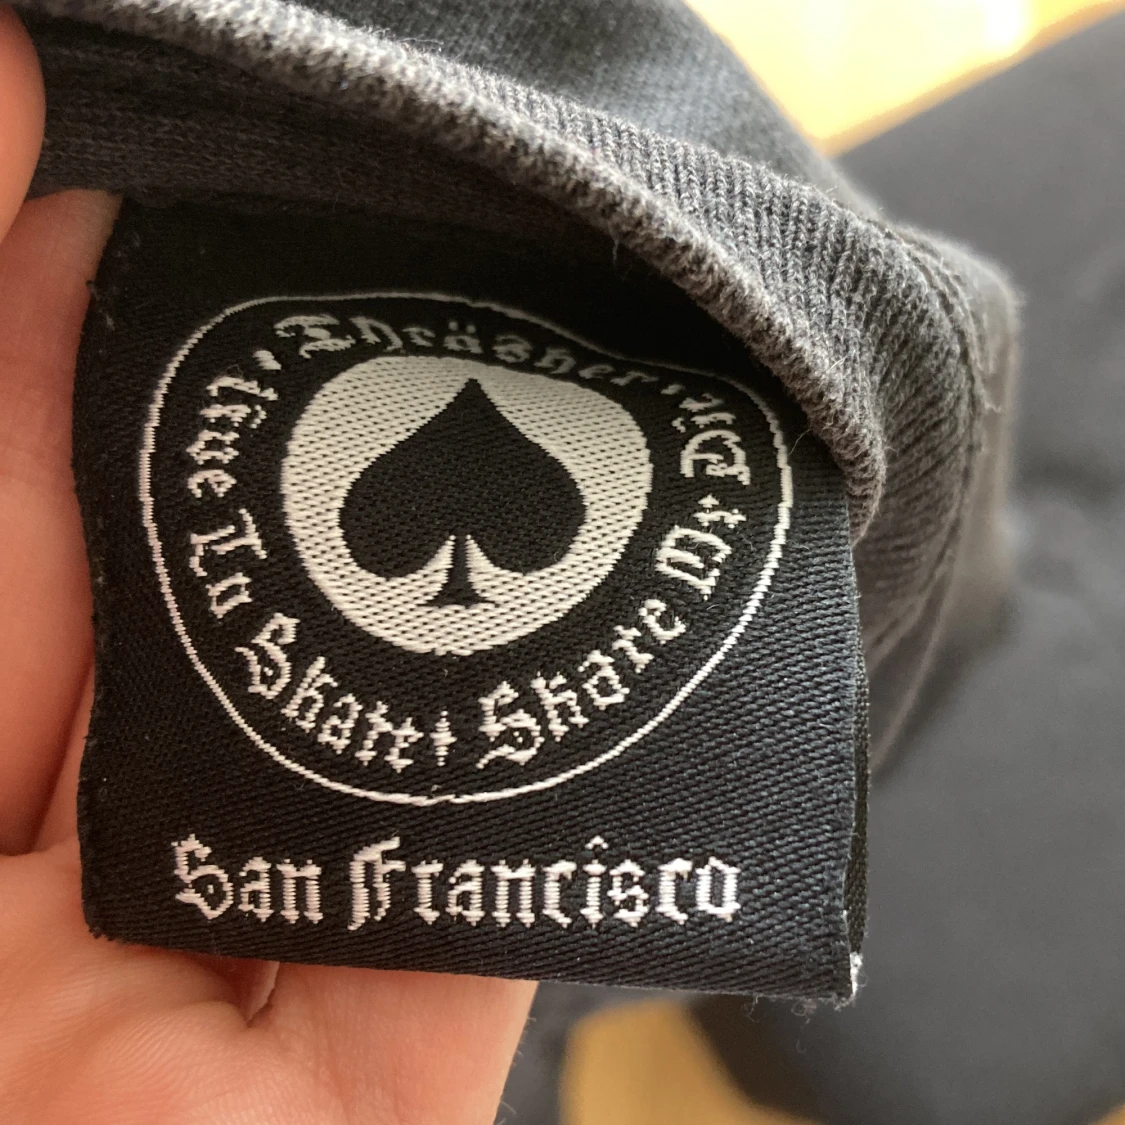 Thrasher · Live To Skate ✦ Skate Or Die
San Francisco